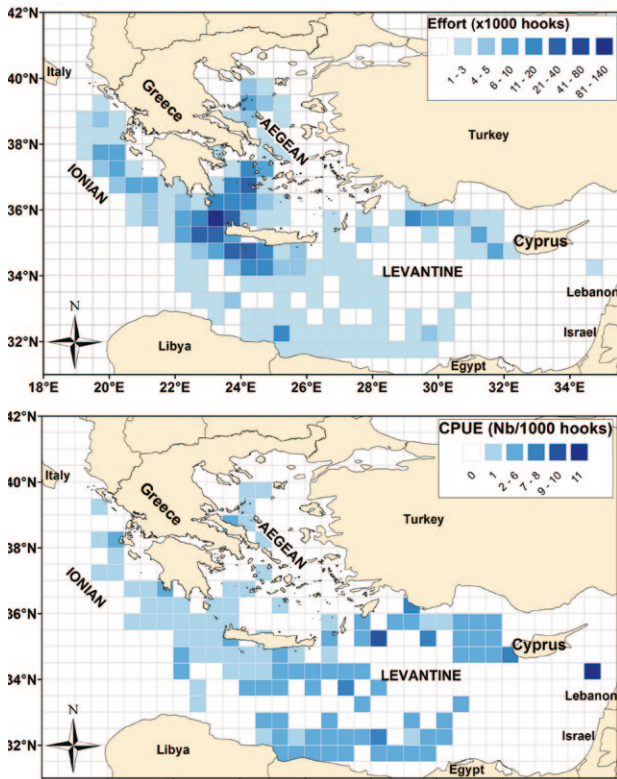 Effort (x1000 hooks)
1 - 3
4 - 5
6 - 10
11 - 20
21 - 40
41 - 80
81 - 140
42°N
40°N
38°N
36°N
34°N
32°N
Italy
Greece
AEGEAN
Turkey
IONIAN
Cyprus
LEVANTINE
Lebanon
N
Israel
Libya
Egypt
18°E
20°E
22°E
24°E
26°E
28°E
30°E
32°E
34°E
CPUE (Nb/1000 hooks)
0
1
2 - 6
7 - 8
9 - 10
11
42°N
40°N
38°N
36°N
34°N
32°N
Italy
Greece
AEGEAN
Turkey
IONIAN
Cyprus
LEVANTINE
Lebanon
N
Israel
Libya
Egypt